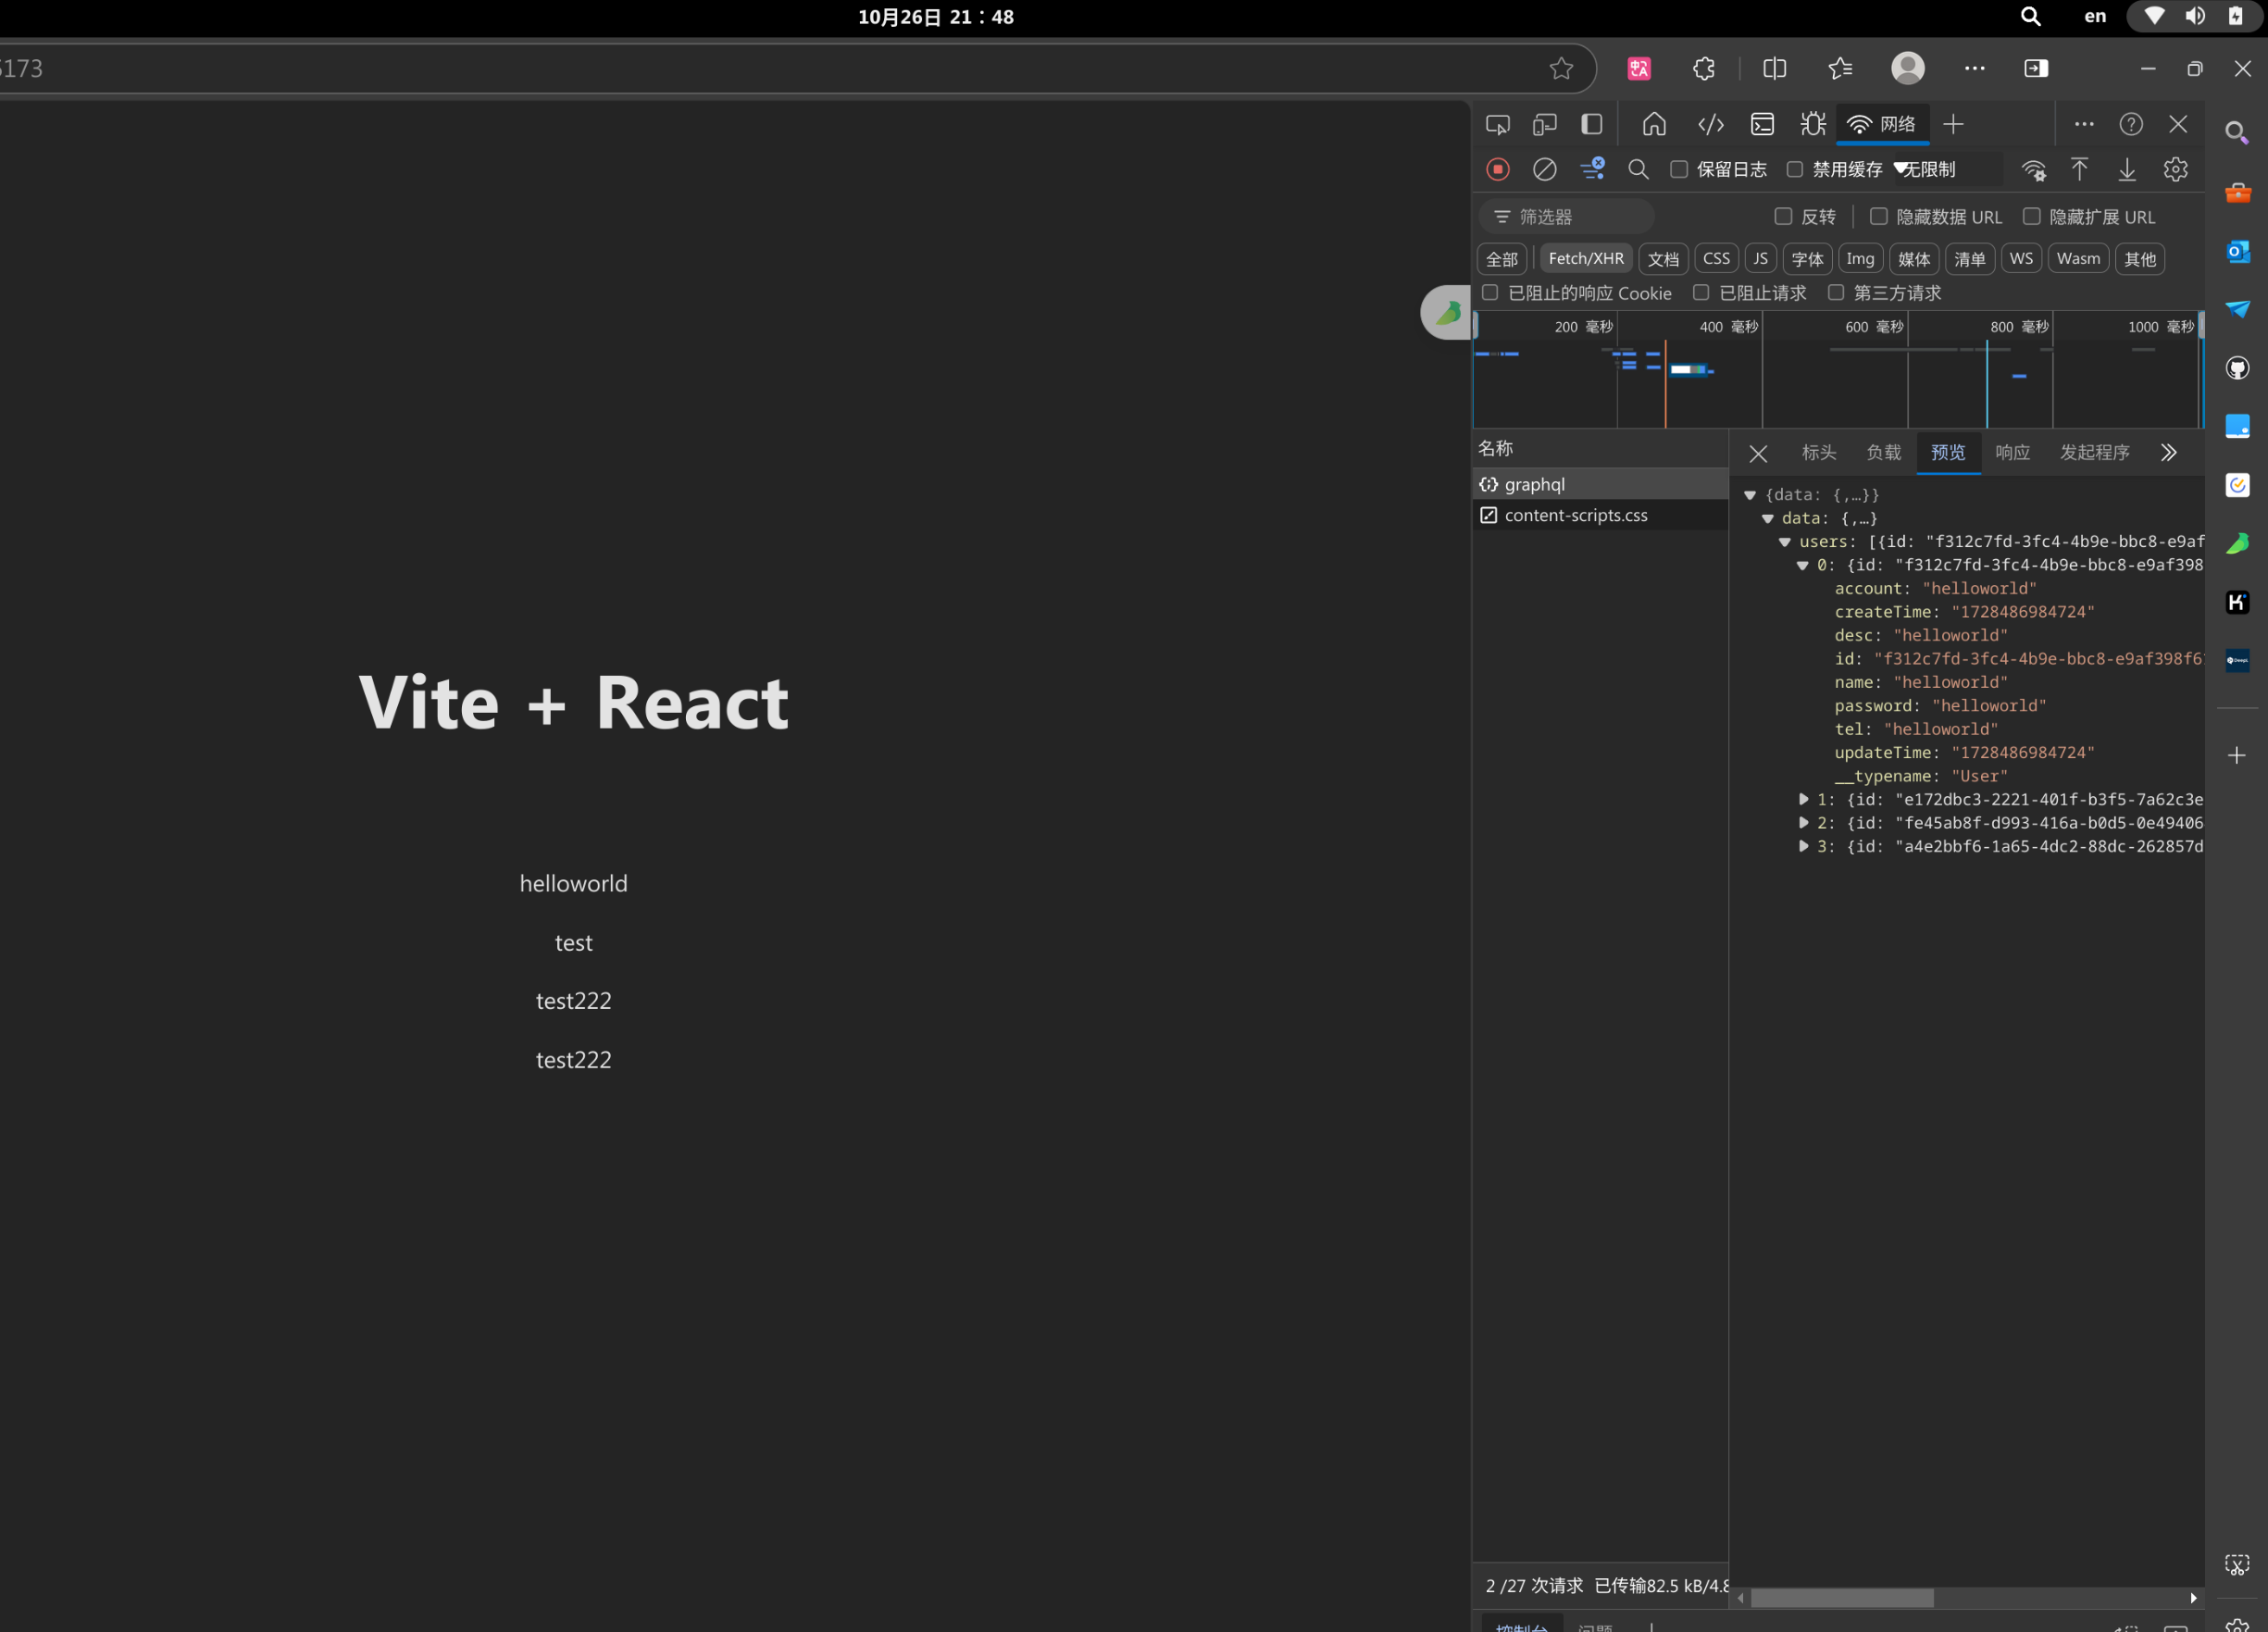 10月26日 21：48
en
5173
网络
保留日志
禁用缓存
无限制
筛选器
反转
隐藏数据 URL
隐藏扩展 URL
全部
Fetch/XHR
文档
CSS
JS
字体
Img
媒体
清单
WS
Wasm
其他
已阻止的响应 Cookie
已阻止请求
第三方请求
200 毫秒
400 毫秒
600 毫秒
800 毫秒
1000 毫秒
名称
标头
负载
预览
响应
发起程序
graphql
content-scripts.css
{data: {,…}}
data: {,…}
users: [{id: "f312c7fd-3fc4-4b9e-bbc8-e9af
0: {id: "f312c7fd-3fc4-4b9e-bbc8-e9af398
account: "helloworld"
createTime: "1728486984724"
desc: "helloworld"
id: "f312c7fd-3fc4-4b9e-bbc8-e9af398f6
name: "helloworld"
password: "helloworld"
tel: "helloworld"
updateTime: "1728486984724"
__typename: "User"
1: {id: "e172dbc3-2221-401f-b3f5-7a62c3e
2: {id: "fe45ab8f-d993-416a-b0d5-0e49406
3: {id: "a4e2bbf6-1a65-4dc2-88dc-262857d
Vite + React
helloworld
test
test222
test222
2 /27 次请求
已传输82.5 kB/4.8
控制台
问题